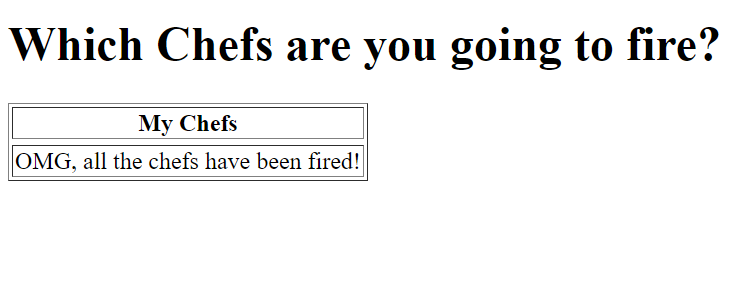 Which Chefs are you going to fire?
My Chefs
OMG, all the chefs have been fired!